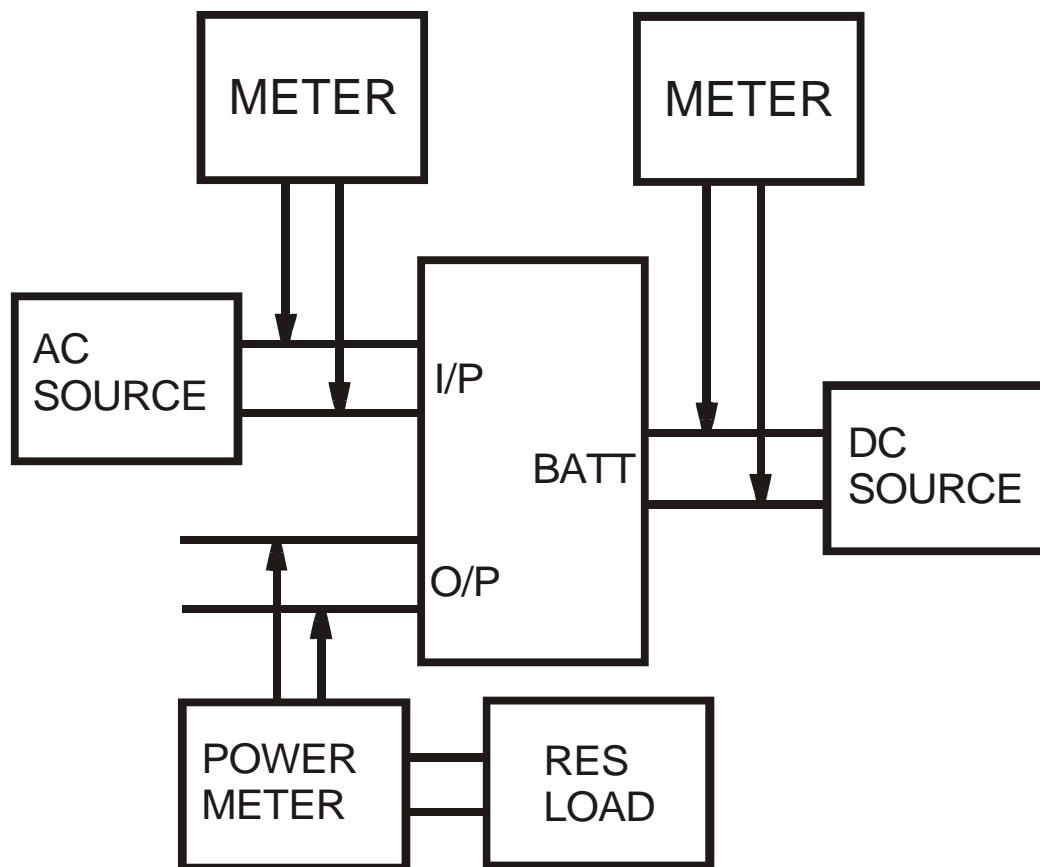 METER
METER
AC
SOURCE
I/P
BATT
DC
SOURCE
O/P
POWER
METER
RES
LOAD